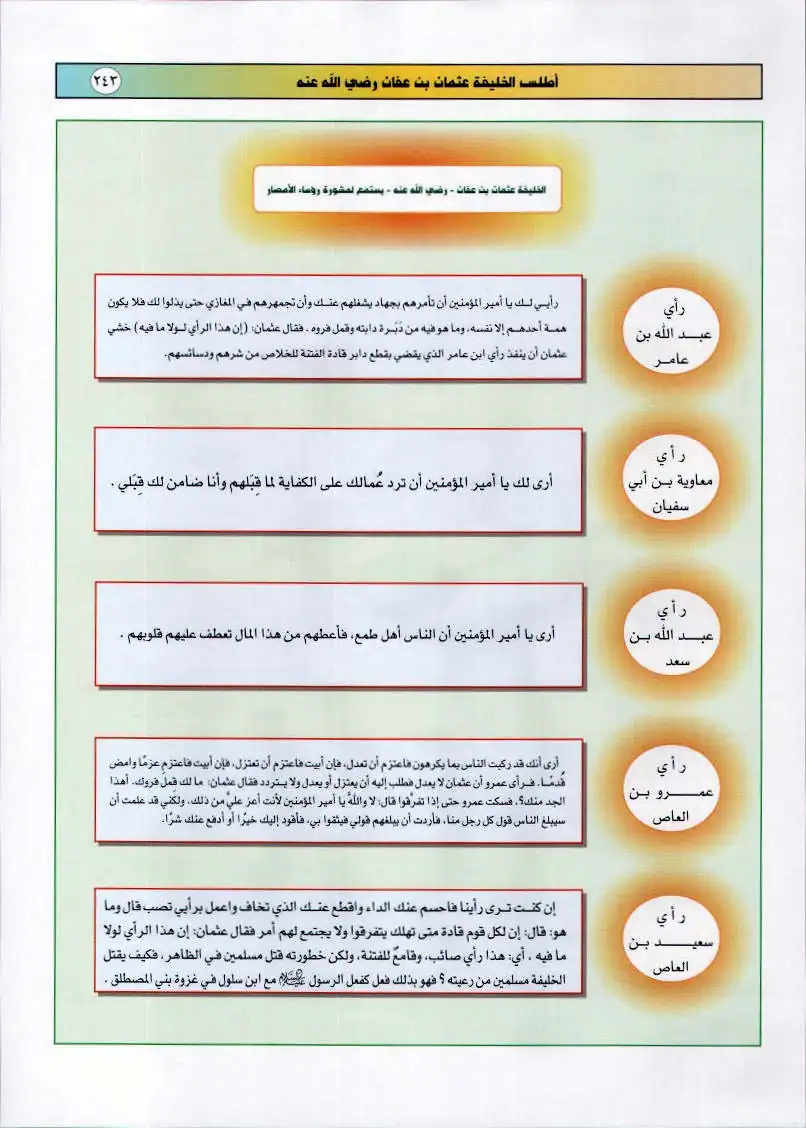 أطلس الخليفة عثمان بن عفان رضي الله عنه
٢٤٣
الخليفة عثمان بن عفان - رضي الله عنه - يستمع لمشورة رؤساء الأمصار
رأي
عبد الله بن
عامر
رأيي لك يا أمير المؤمنين أن تأمرهم بجهاد يشغلهم عنك وأن تجمهرهم في المغازي حتى يذلوا لك فلا يكون
همة أحدهم إلا نفسه، وما هو فيه من دَبَرة دابته وقمل فروه. فقال عثمان: (إن هذا الرأي لولا ما فيه) خشي
عثمان أن ينفذ رأي ابن عامر الذي يقضي بقطع دابر قادة الفتنة للخلاص من شرهم ودسائسهم.
رأي
معاوية بن أبي
سفيان
أرى لك يا أمير المؤمنين أن ترد عُمالك على الكفاية لما قِبَلهم وأنا ضامن لك قِبَلي.
رأي
عبد الله بن
سعد
أرى يا أمير المؤمنين أن الناس أهل طمع، فأعطهم من هذا المال تعطف عليهم قلوبهم.
رأي
عمرو بن
العاص
أرى أنك قد ركبت الناس بما يكرهون فاعتزم أن تعدل، فإن أبيت فاعتزم أن تعتزل، فإن أبيت فاعتزم عزمًا وامض
قُدمًا. فرأى عمرو أن عثمان لا يعدل فطلب إليه أن يعتزل أو يعدل ولا يتردد فقال عثمان: ما لك قمل فروك. أهذا
الجد منك؟. فسكت عمرو حتى إذا تفرَّقوا قال: لا واللهِ يا أمير المؤمنين لأنت أعز عليَّ من ذلك. ولكني قد علمت أن
سيبلغ الناس قول كل رجل منا، فأردت أن يبلغهم قولي فيثقوا بي، فأقود إليك خيرًا أو أدفع عنك شرًا.
رأي
سعيد بن
العاص
إن كنت ترى رأينا فاحسم عنك الداء واقطع عنك الذي تخاف واعمل برأيي تصب قال وما
هو: قال: إن لكل قوم قادة متى تهلك يتفرقوا ولا يجتمع لهم أمر فقال عثمان: إن هذا الرأي لولا
ما فيه، أي: هذا رأي صائب، وقامعٌ للفتنة، ولكن خطورته قتل مسلمين في الظاهر، فكيف يقتل
الخليفة مسلمين من رعيته؟ فهو بذلك فعل كفعل الرسول ﷺ مع ابن سلول في غزوة بني المصطلق.